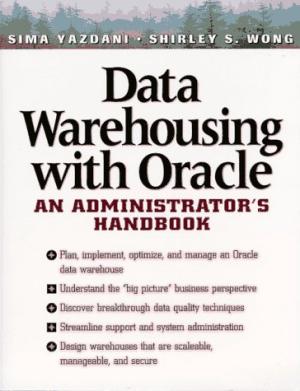 SIMA YAZDANI • SHIRLEY S. WONG
Data
Warehousing
with Oracle
AN ADMINISTRATOR'S
HANDBOOK
Plan, implement, optimize, and manage an Oracle
data warehouse
Understand the "big picture" business perspective
Discover breakthrough data quality techniques
Streamline support and system administration
Design warehouses that are scaleable,
manageable, and secure